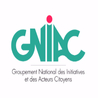 GNIAC
Groupement National des Initiatives
et des Acteurs Citoyens